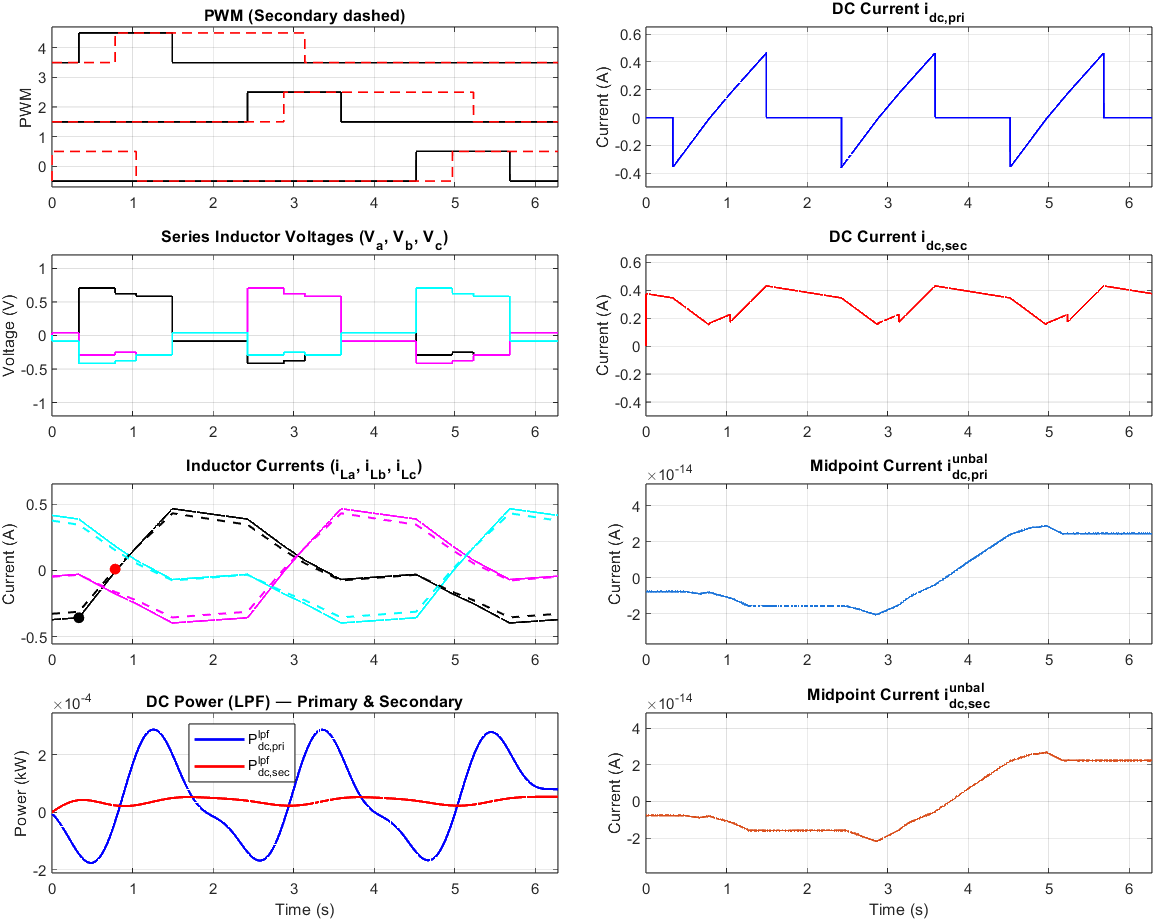 PWM (Secondary dashed)
PWM
4
3
2
1
0
0 1 2 3 4 5 6
DC Current i_dc,pri
Current (A)
0.6
0.4
0.2
0
-0.2
-0.4
0 1 2 3 4 5 6
Series Inductor Voltages (V_a, V_b, V_c)
Voltage (V)
1
0.5
0
-0.5
-1
0 1 2 3 4 5 6
DC Current i_dc,sec
Current (A)
0.6
0.4
0.2
0
-0.2
-0.4
0 1 2 3 4 5 6
Inductor Currents (i_La, i_Lb, i_Lc)
Current (A)
0.5
0
-0.5
0 1 2 3 4 5 6
Midpoint Current i_dc,pri^unbal
×10^-14
Current (A)
4
2
0
-2
0 1 2 3 4 5 6
DC Power (LPF) — Primary & Secondary
×10^-4
Power (kW)
2
0
-2
P_dc,pri^lpf
P_dc,sec^lpf
0 1 2 3 4 5 6
Time (s)
Midpoint Current i_dc,sec^unbal
×10^-14
Current (A)
4
2
0
-2
0 1 2 3 4 5 6
Time (s)